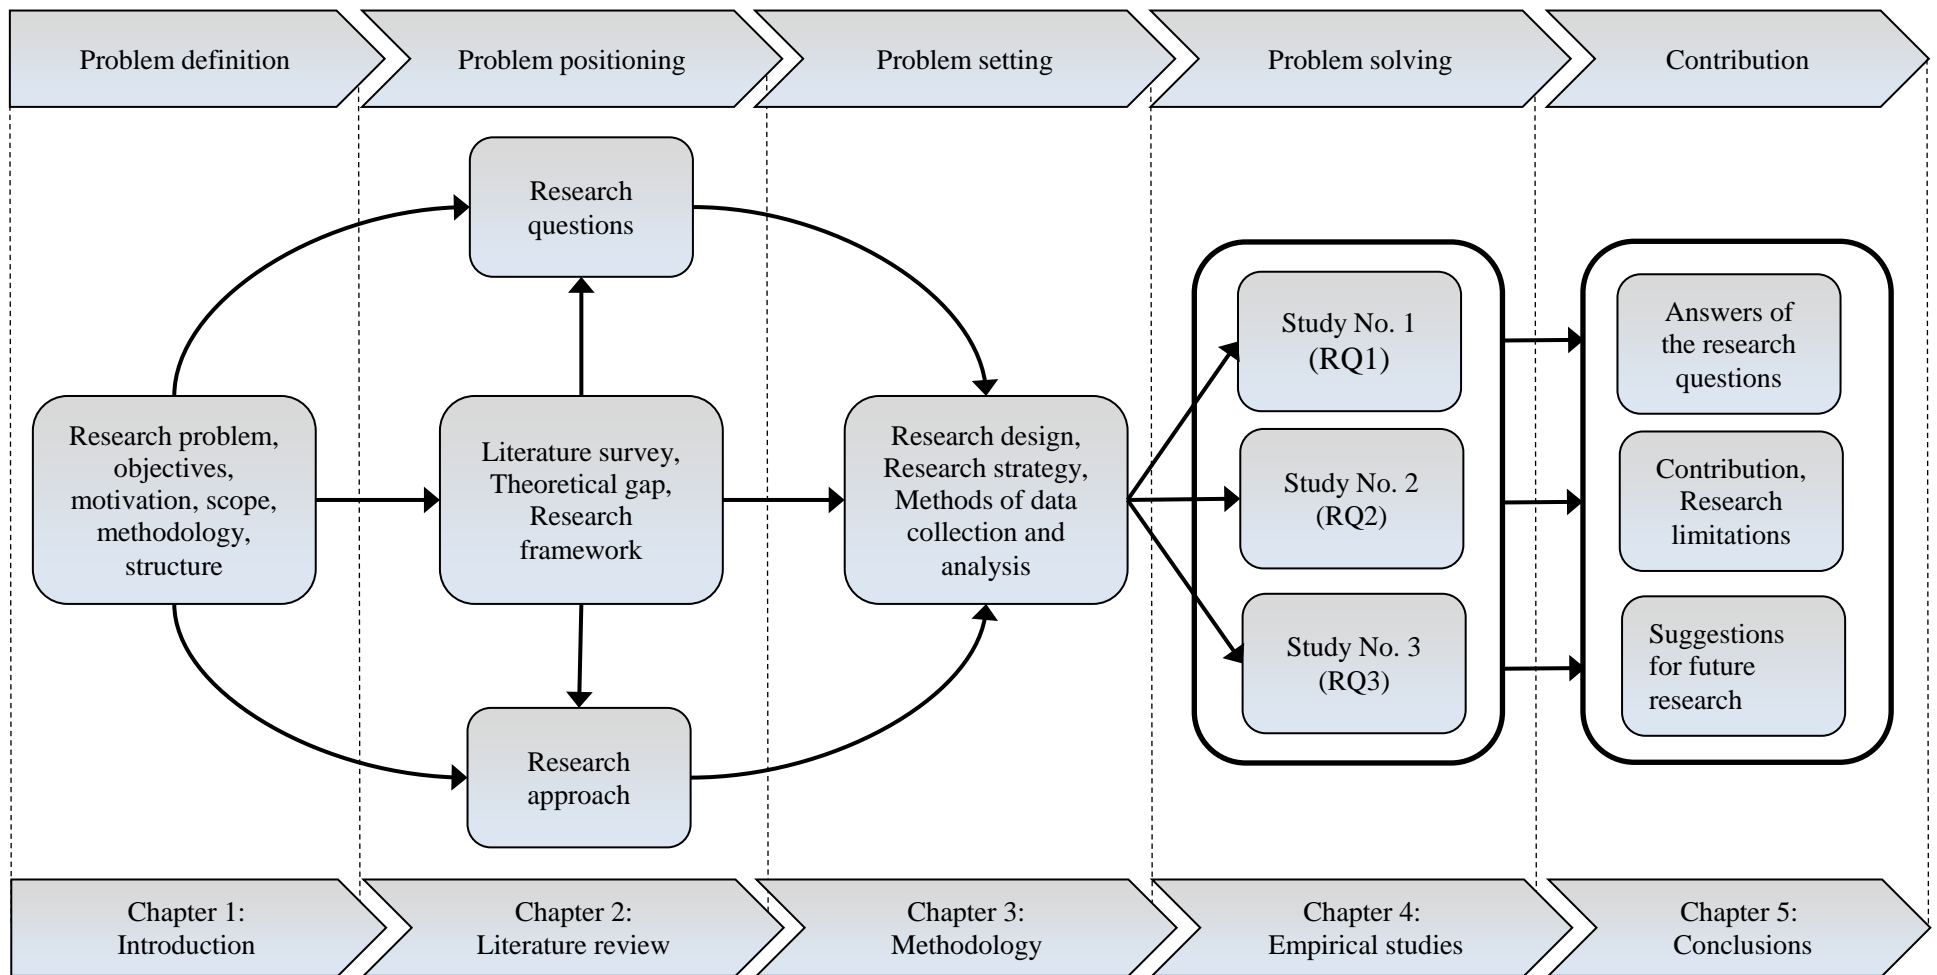 Problem definition
Problem positioning
Problem setting
Problem solving
Contribution
Research problem,
objectives,
motivation, scope,
methodology,
structure
Research
questions
Literature survey,
Theoretical gap,
Research
framework
Research
approach
Research design,
Research strategy,
Methods of data
collection and
analysis
Study No. 1
(RQ1)
Study No. 2
(RQ2)
Study No. 3
(RQ3)
Answers of
the research
questions
Contribution,
Research
limitations
Suggestions
for future
research
Chapter 1:
Introduction
Chapter 2:
Literature review
Chapter 3:
Methodology
Chapter 4:
Empirical studies
Chapter 5:
Conclusions